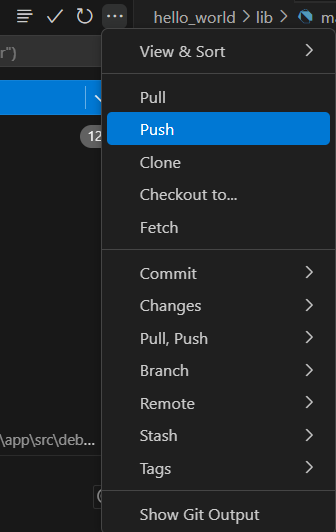 hello_world > lib > m
r")
View & Sort
Pull
Push
12
Clone
Checkout to...
Fetch
Commit
Changes
Pull, Push
Branch
Remote
Stash
\app\src\deb...
Tags
Show Git Output